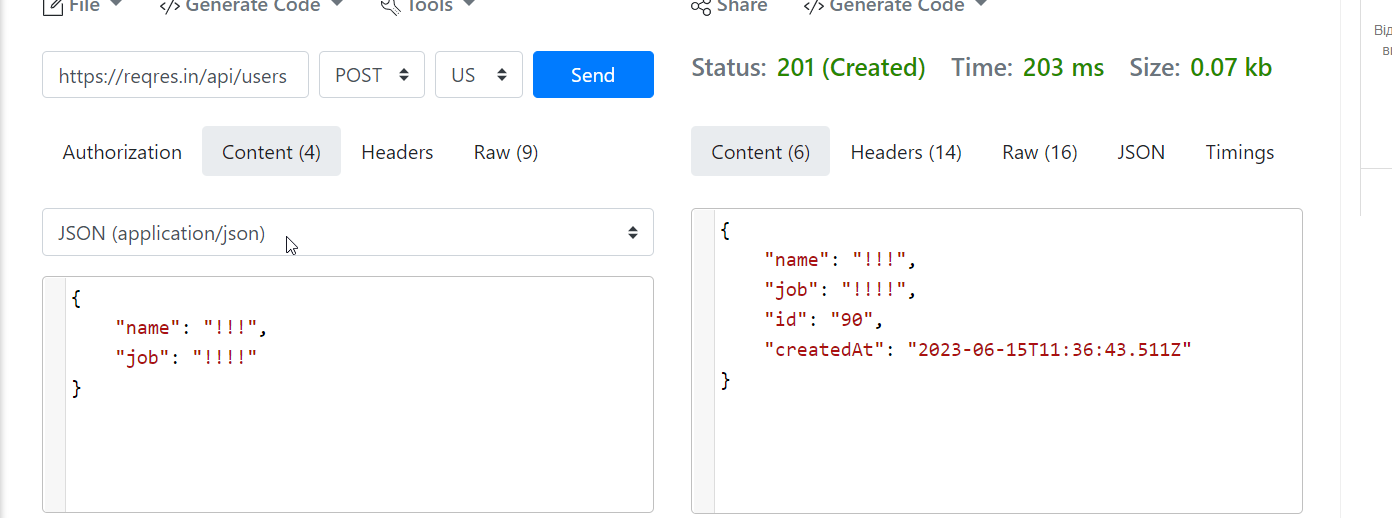 File </> Generate Code Tools
Share </> Generate Code
https://reqres.in/api/users POST US Send
Status: 201 (Created) Time: 203 ms Size: 0.07 kb
Authorization Content (4) Headers Raw (9)
Content (6) Headers (14) Raw (16) JSON Timings
JSON (application/json)
{
"name": "!!!",
"job": "!!!!"
}
{
"name": "!!!",
"job": "!!!!",
"id": "90",
"createdAt": "2023-06-15T11:36:43.511Z"
}